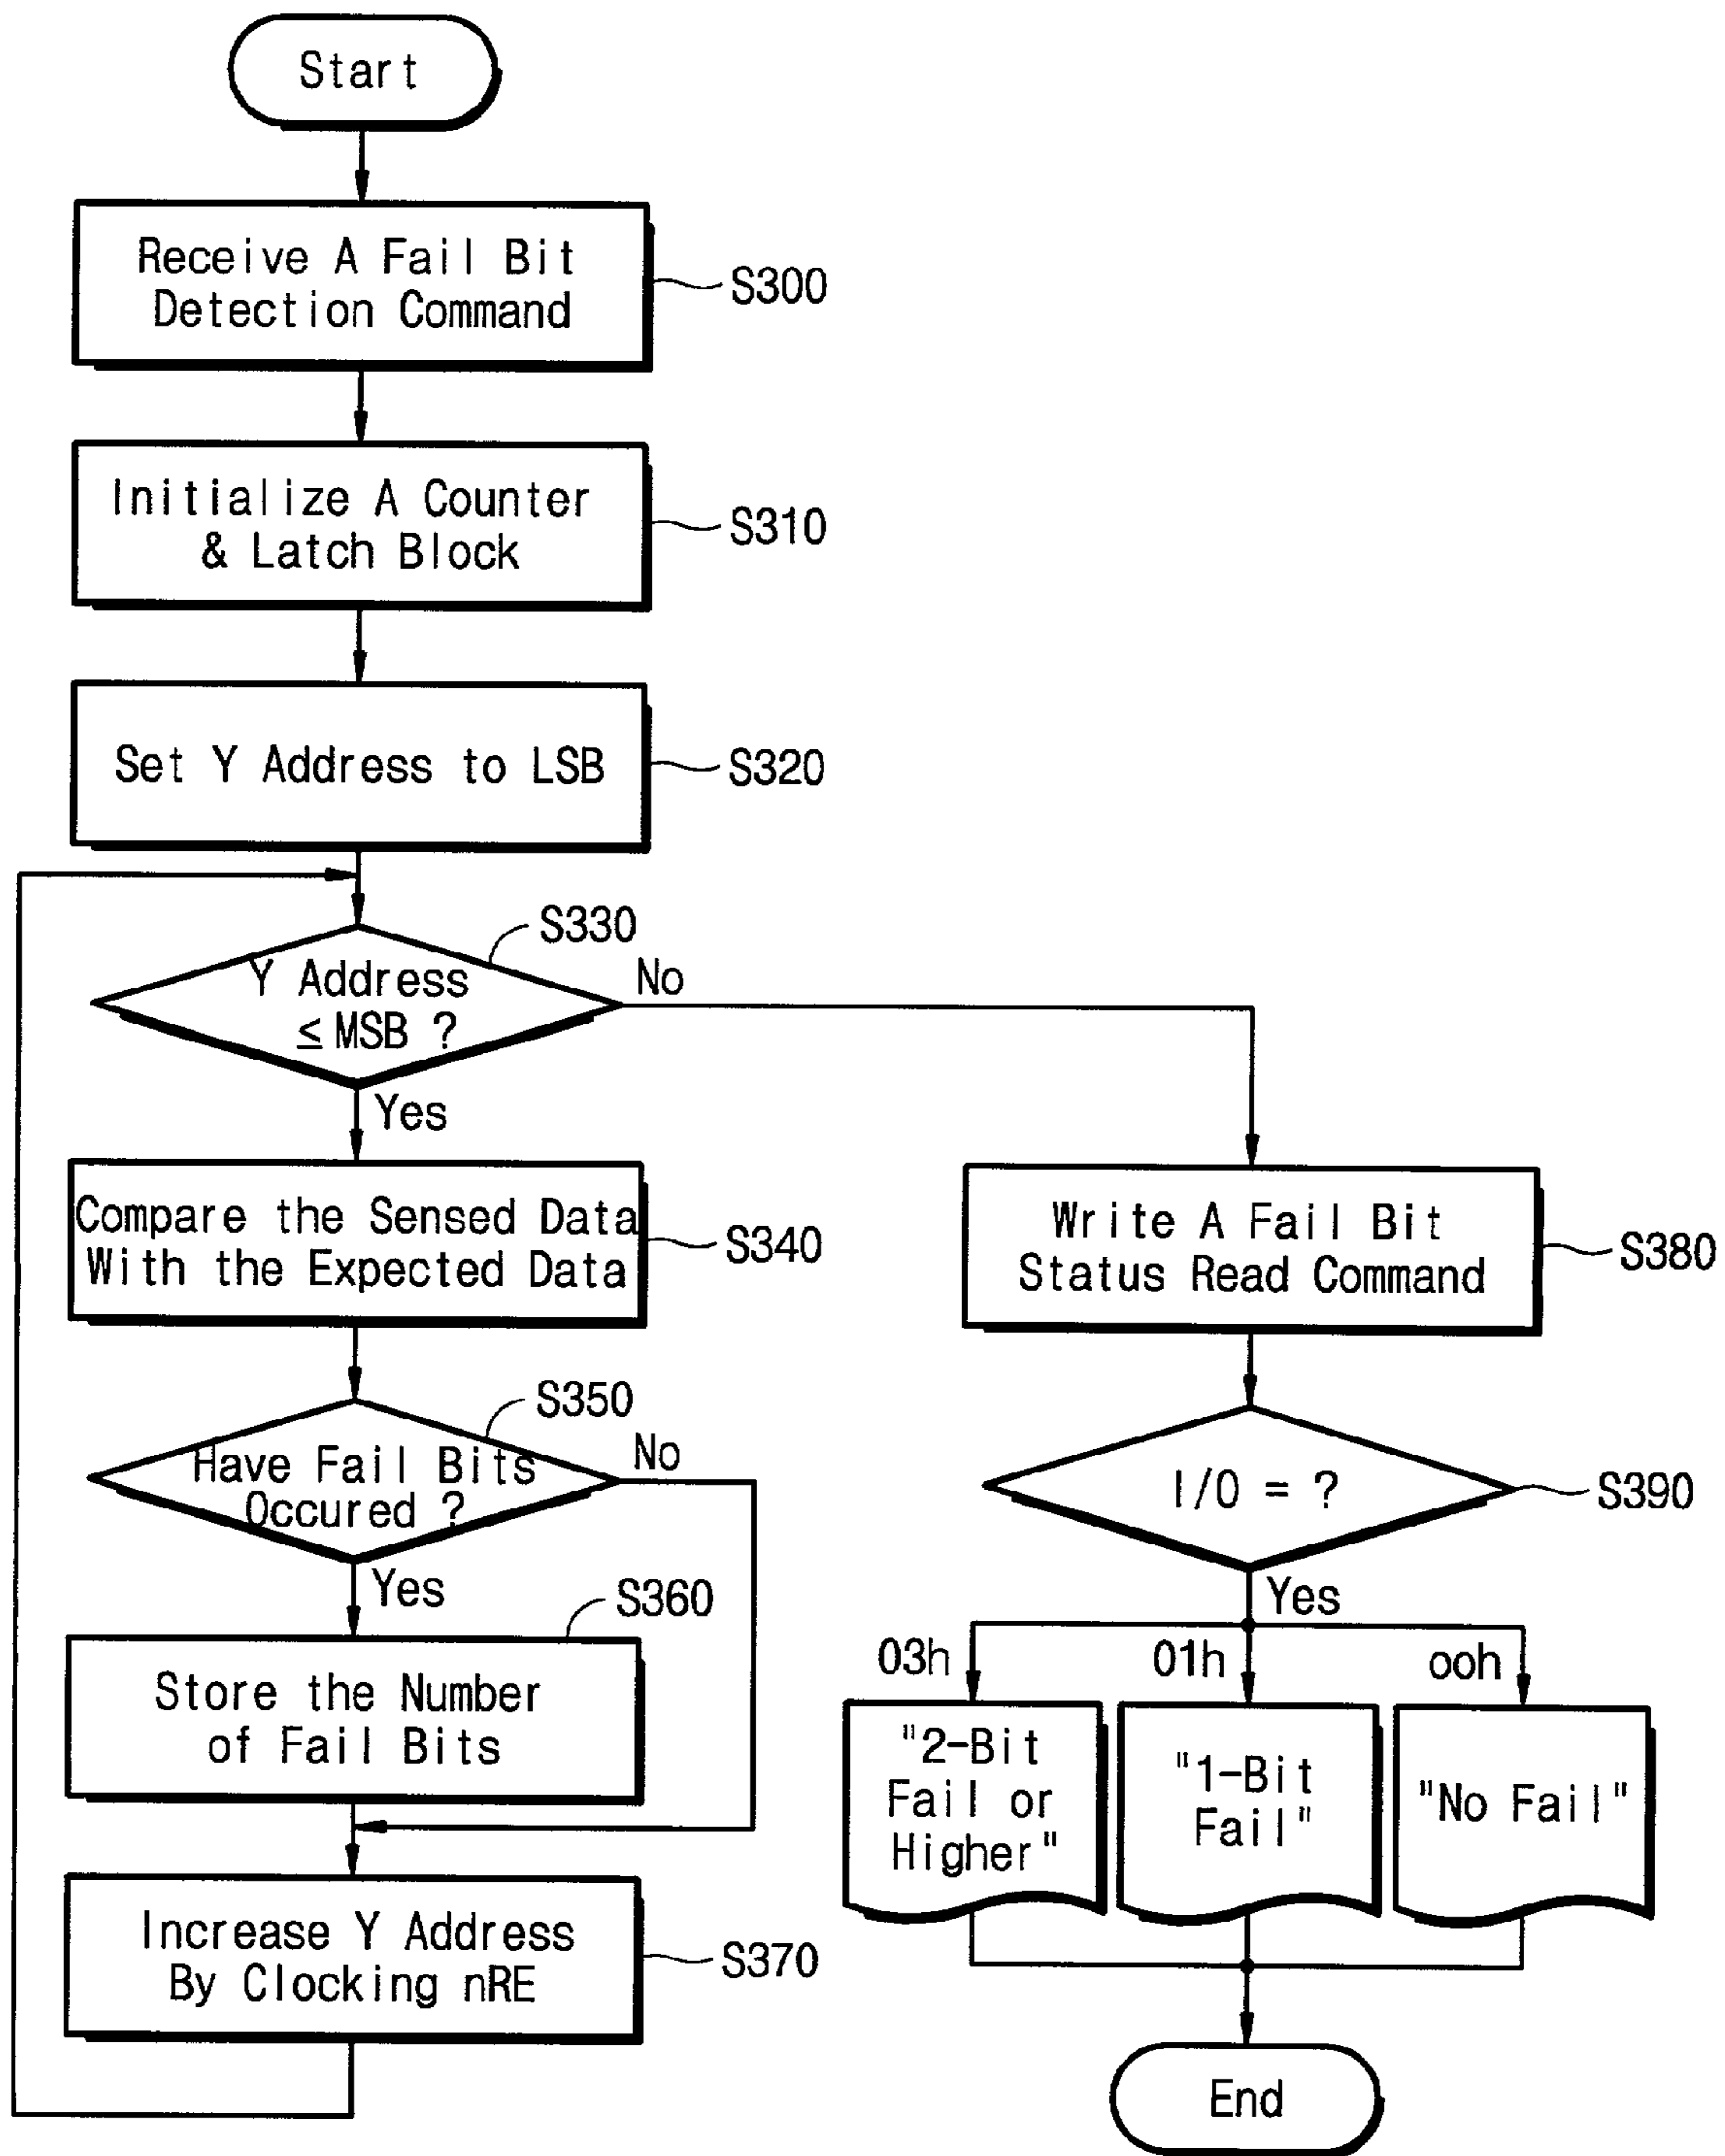 Start
Receive A Fail Bit
Detection Command
S300
Initialize A Counter
& Latch Block
S310
Set Y Address to LSB
S320
S330
Y Address
≤ MSB ?
No
Yes
Compare the Sensed Data
With the Expected Data
S340
S350
Have Fail Bits
Occured ?
No
Yes
S360
Store the Number
of Fail Bits
Increase Y Address
By Clocking nRE
S370
Write A Fail Bit
Status Read Command
S380
I/O = ?
S390
Yes
03h
01h
ooh
"2-Bit
Fail or
Higher"
"1-Bit
Fail"
"No Fail"
End